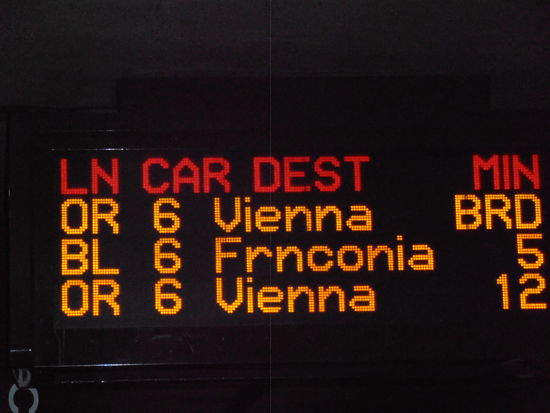 LN CAR DEST MIN
OR 6 Vienna BRD
BL 6 Frnconia 5
OR 6 Vienna 12